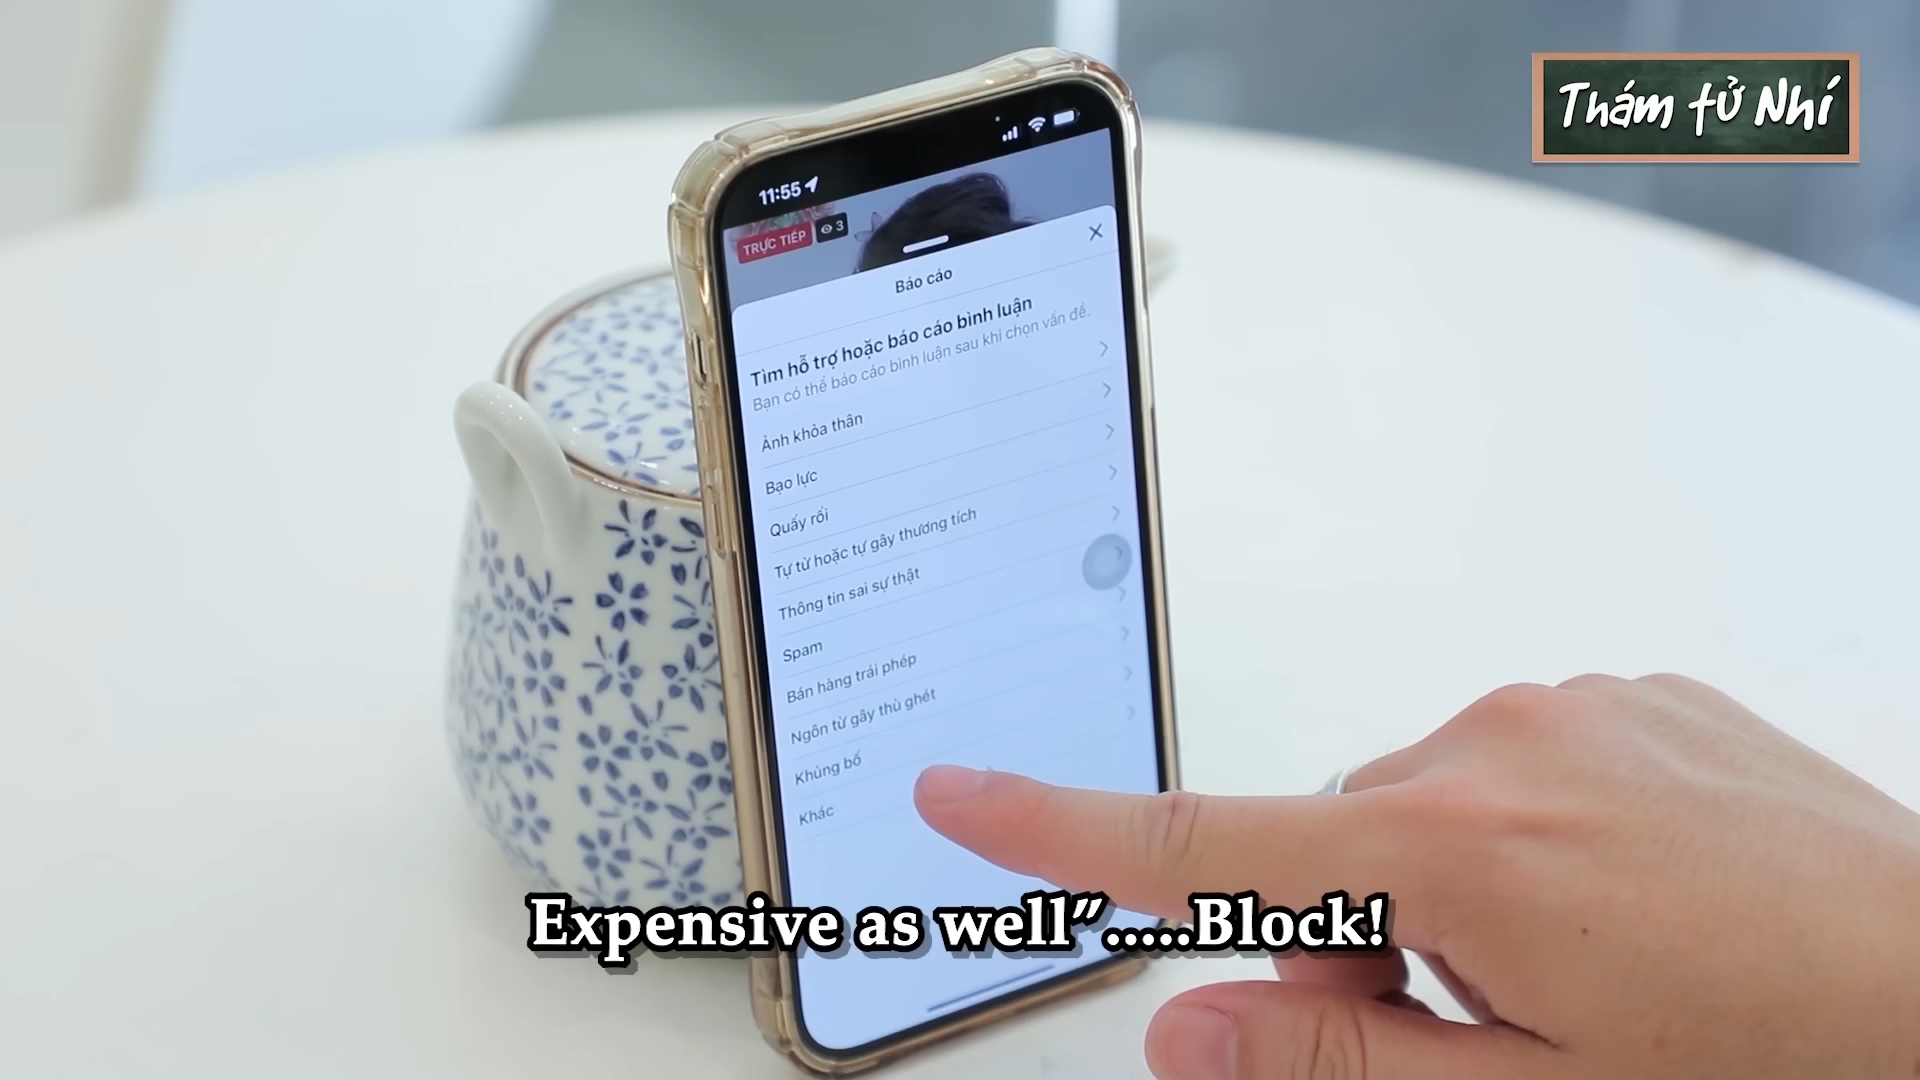 Thám tử Nhí
11:55
TRỰC TIẾP 3
Báo cáo
Tìm hỗ trợ hoặc báo cáo bình luận
Bạn có thể báo cáo bình luận sau khi chọn vấn đề.
Ảnh khỏa thân
Bạo lực
Quấy rối
Tự tử hoặc tự gây thương tích
Thông tin sai sự thật
Spam
Bán hàng trái phép
Ngôn từ gây thù ghét
Khủng bố
Khác
Expensive as well”.....Block!